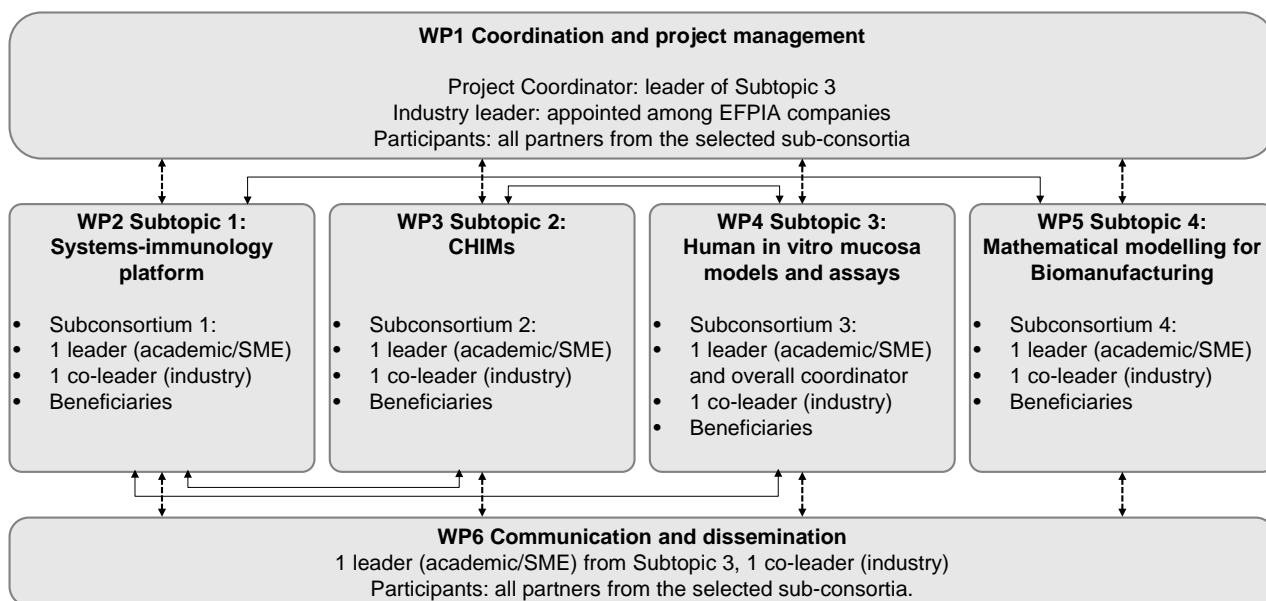 WP1 Coordination and project management
Project Coordinator: leader of Subtopic 3
Industry leader: appointed among EFPIA companies
Participants: all partners from the selected sub-consortia
WP2 Subtopic 1:
Systems-immunology
platform
• Subconsortium 1:
• 1 leader (academic/SME)
• 1 co-leader (industry)
• Beneficiaries
WP3 Subtopic 2:
CHIMs
• Subconsortium 2:
• 1 leader (academic/SME)
• 1 co-leader (industry)
• Beneficiaries
WP4 Subtopic 3:
Human in vitro mucosa
models and assays
• Subconsortium 3:
• 1 leader (academic/SME)
and overall coordinator
• 1 co-leader (industry)
• Beneficiaries
WP5 Subtopic 4:
Mathematical modelling for
Biomanufacturing
• Subconsortium 4:
• 1 leader (academic/SME)
• 1 co-leader (industry)
• Beneficiaries
WP6 Communication and dissemination
1 leader (academic/SME) from Subtopic 3, 1 co-leader (industry)
Participants: all partners from the selected sub-consortia.